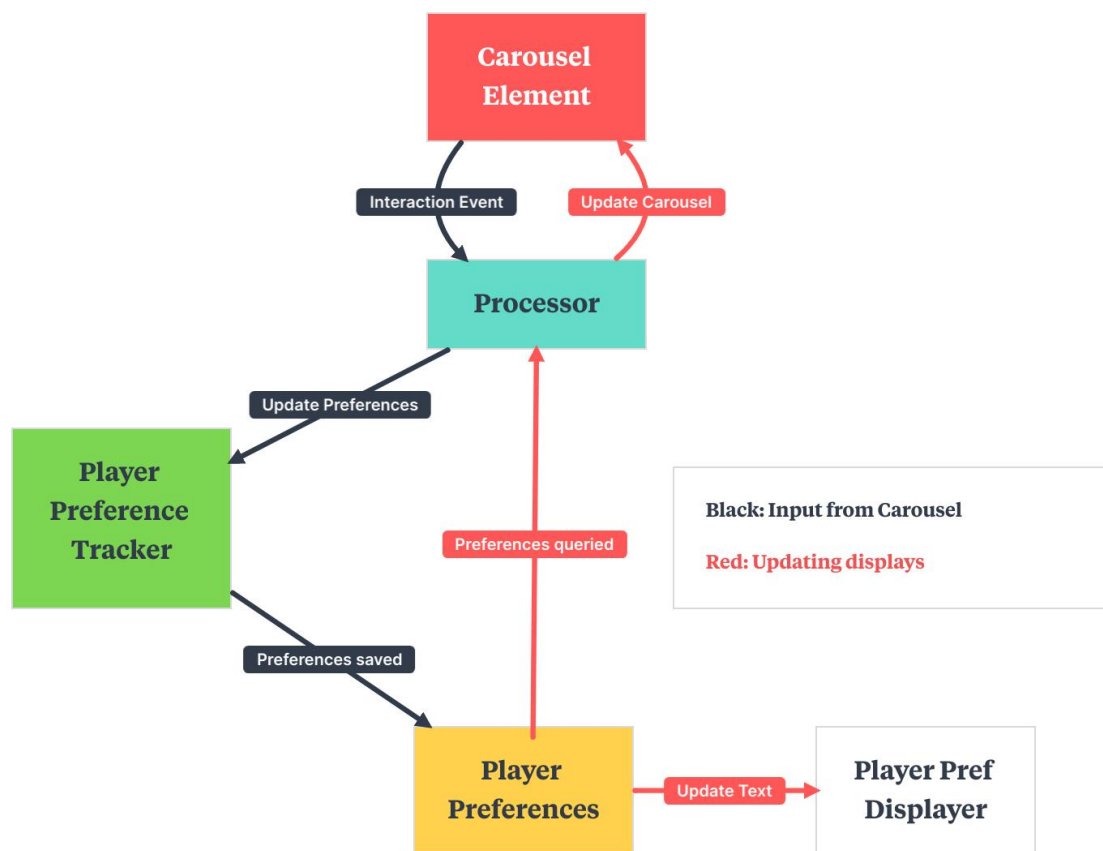 Carousel
Element
Interaction Event
Update Carousel
Processor
Update Preferences
Player
Preference
Tracker
Black: Input from Carousel
Preferences queried
Red: Updating displays
Preferences saved
Player
Preferences
Update Text
Player Pref
Displayer